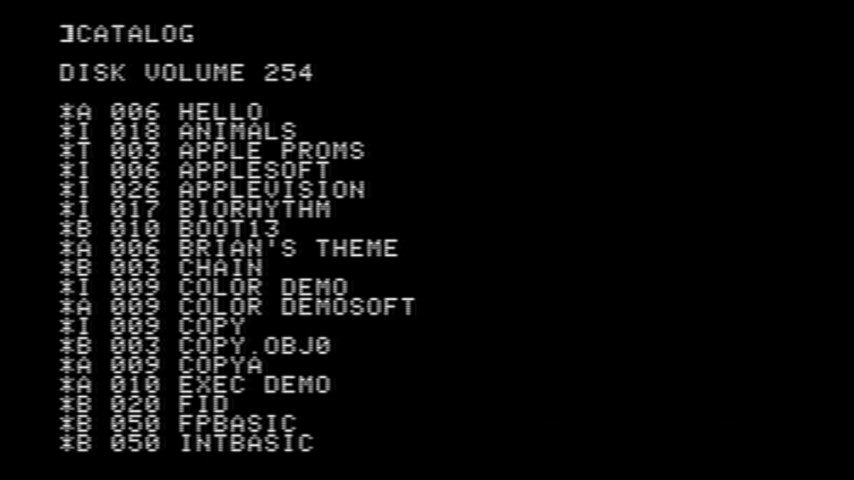 ]CATALOG
DISK VOLUME 254
*A 006 HELLO
*I 018 ANIMALS
*T 003 APPLE PROMS
*I 006 APPLESOFT
*I 026 APPLEVISION
*I 017 BIORHYTHM
*B 010 BOOT13
*A 006 BRIAN'S THEME
*B 003 CHAIN
*I 009 COLOR DEMO
*A 009 COLOR DEMOSOFT
*I 009 COPY
*B 003 COPY.OBJ0
*A 009 COPYA
*A 010 EXEC DEMO
*B 020 FID
*B 050 FPBASIC
*B 050 INTBASIC